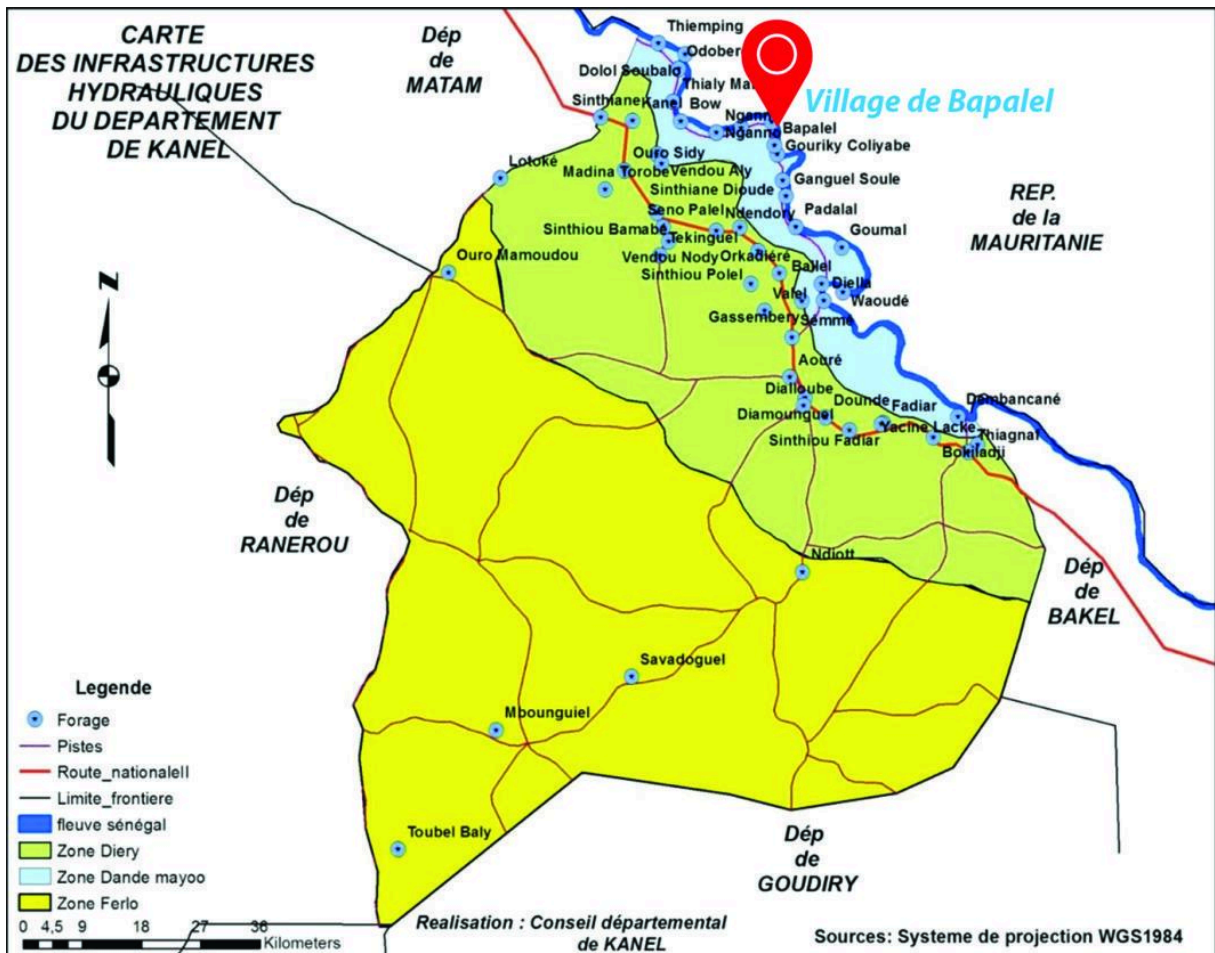 CARTE
DES INFRASTRUCTURES
HYDRAULIQUES
DU DEPARTEMENT
DE KANEL
Dép
de
MATAM
Thiemping
Dolol Soubalo
Thialy
Sinthiane
Kanel
Bow
Nganno
Village de Bapalel
Bapalel
Gouriky Coliyabe
Ouro Sidy
Lotoké
Madina Torobe
Vendou Aly
Ganguel Soule
Sinthiane Dioude
REP.
de la
MAURITANIE
Seno Palel
Ndendory
Padalal
Goumal
Sinthiou Bamabé
Tekinguel
Ouro Mamoudou
Vendou Nody
Orkadiéré
Sinthiou Polel
Ballel
Diella
Valel
Waoudé
Gassembery
Sémmé
Aouré
Dialloube
Dounde
Fadiar
Dembancané
Diamounguel
Yacine Lacke
Thiagnaf
Sinthiou Fadiar
Bokiladji
Z
Dép
de
RANEROU
Ndiott
Dép
de
BAKEL
Savadoguel
Mbounguiel
Toubel Baly
Dép
de
GOUDIRY
Legende
Forage
Pistes
Route_nationalell
Limite_frontiere
fleuve sénégal
Zone Diery
Zone Dande mayoo
Zone Ferlo
0 4,5 9 18 27 36
Kilometers
Realisation : Conseil départemental
de KANEL
Sources: Systeme de projection WGS1984